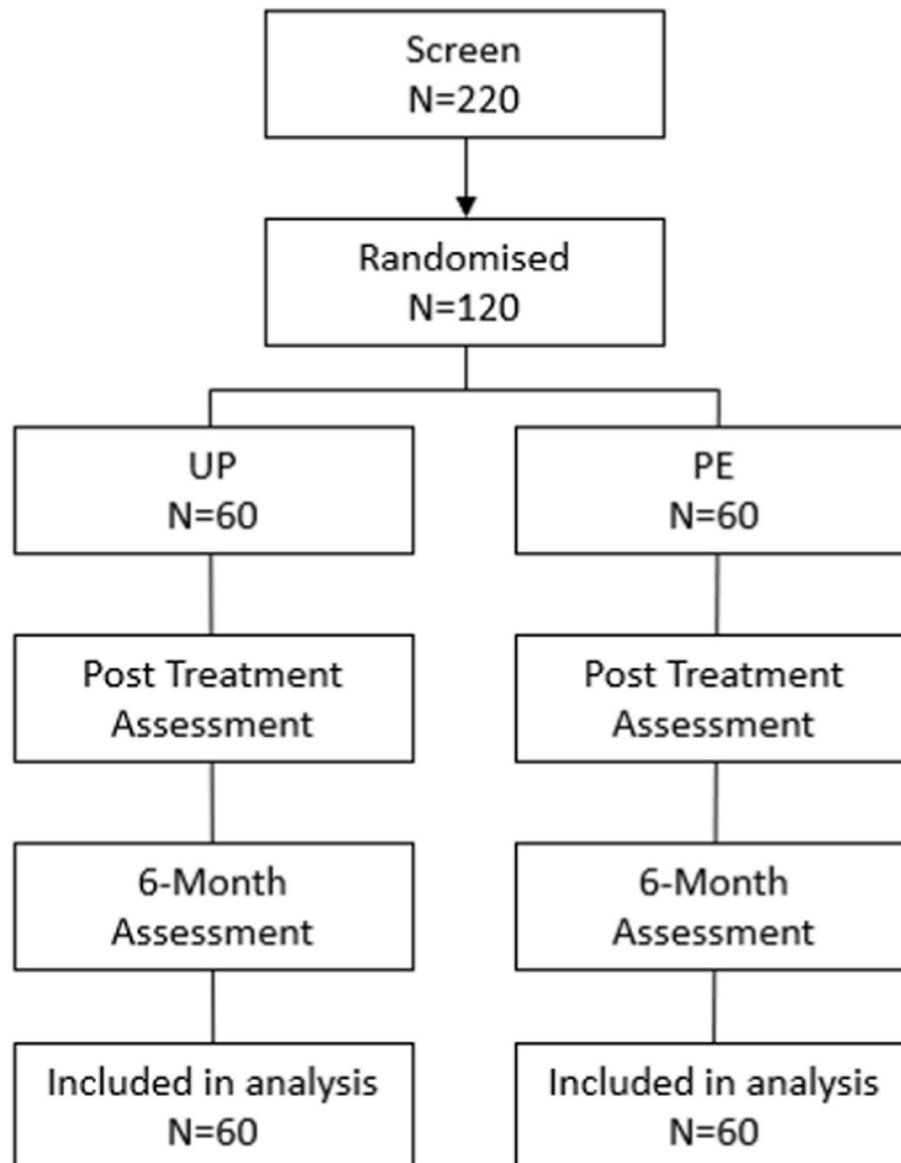 Screen
N=220
Randomised
N=120
UP
N=60
PE
N=60
Post Treatment
Assessment
Post Treatment
Assessment
6-Month
Assessment
6-Month
Assessment
Included in analysis
N=60
Included in analysis
N=60